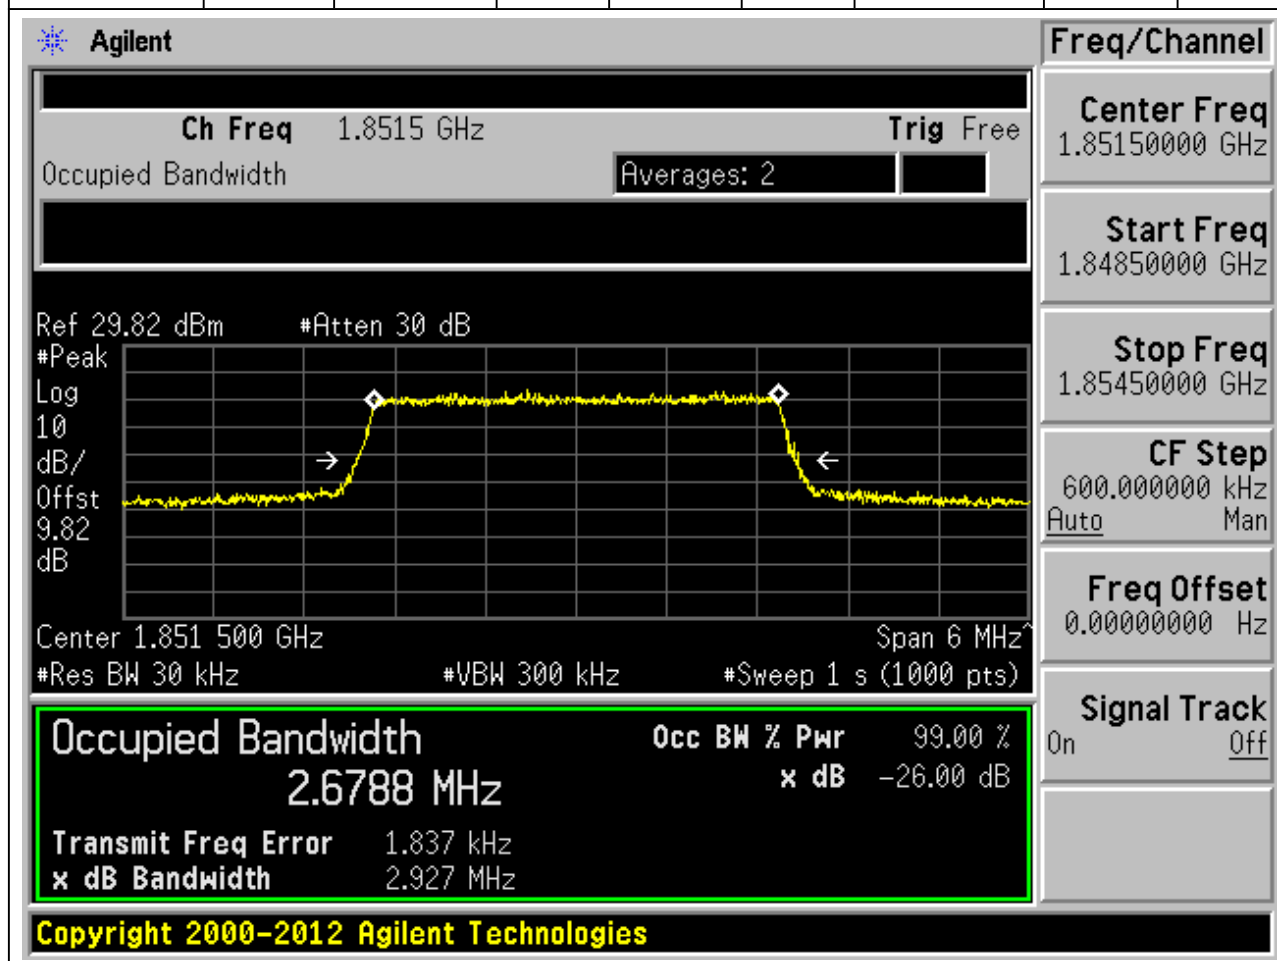 Agilent
Freq/Channel
Ch Freq 1.8515 GHz Trig Free
Occupied Bandwidth Averages: 2
Center Freq
1.85150000 GHz
Start Freq
1.84850000 GHz
Stop Freq
1.85450000 GHz
CF Step
600.000000 kHz
Auto Man
Freq Offset
0.00000000 Hz
Signal Track
On Off
Ref 29.82 dBm #Atten 30 dB
#Peak
Log
10
dB/
Offst
9.82
dB
Center 1.851 500 GHz Span 6 MHz^
#Res BW 30 kHz #VBW 300 kHz #Sweep 1 s (1000 pts)
Occupied Bandwidth Occ BW % Pwr 99.00 %
2.6788 MHz x dB -26.00 dB
Transmit Freq Error 1.837 kHz
x dB Bandwidth 2.927 MHz
Copyright 2000-2012 Agilent Technologies